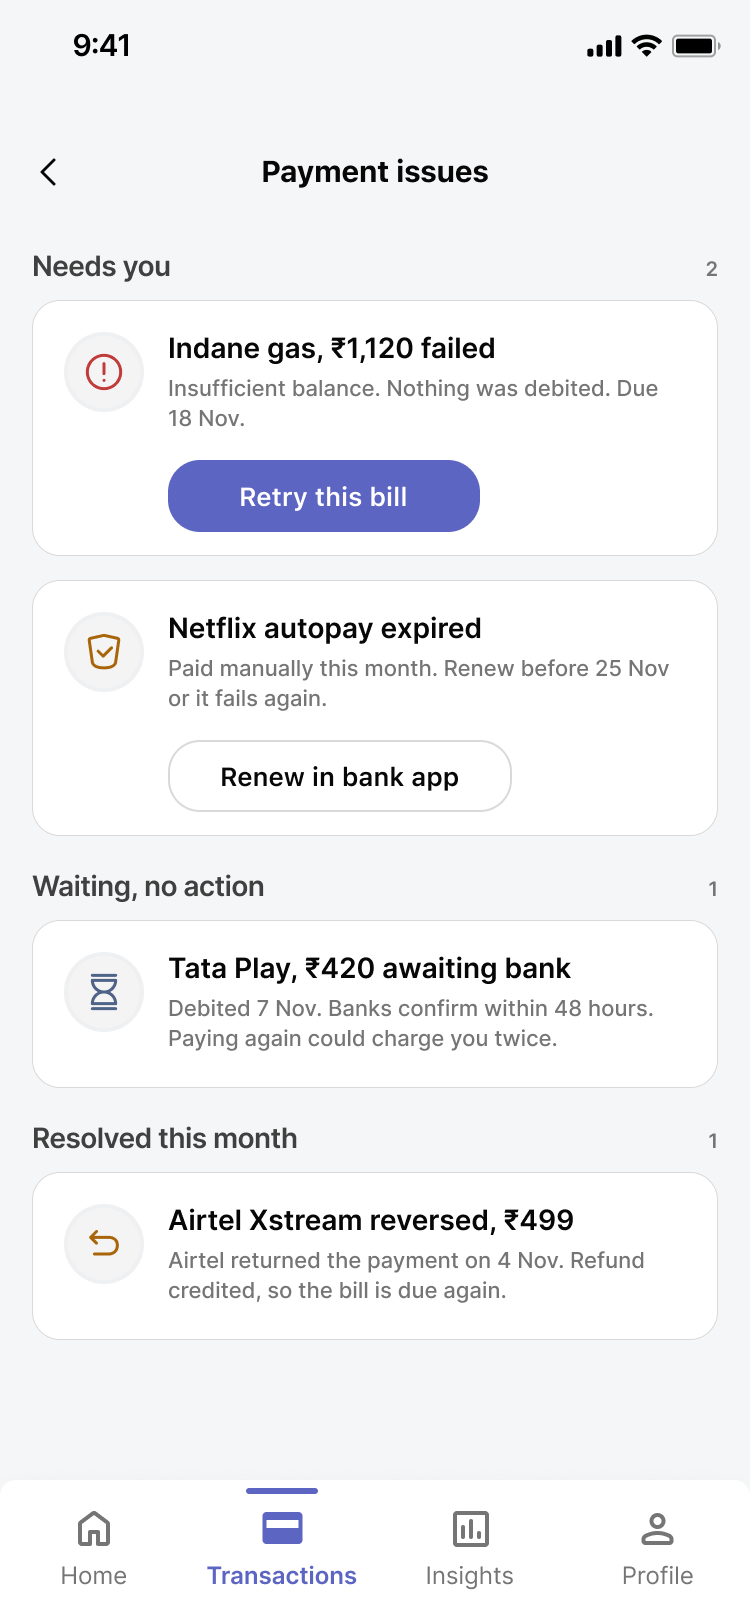 9:41
Payment issues
Needs you
2
Indane gas, ₹1,120 failed
Insufficient balance. Nothing was debited. Due
18 Nov.
Retry this bill
Netflix autopay expired
Paid manually this month. Renew before 25 Nov
or it fails again.
Renew in bank app
Waiting, no action
1
Tata Play, ₹420 awaiting bank
Debited 7 Nov. Banks confirm within 48 hours.
Paying again could charge you twice.
Resolved this month
1
Airtel Xstream reversed, ₹499
Airtel returned the payment on 4 Nov. Refund
credited, so the bill is due again.
Home
Transactions
Insights
Profile